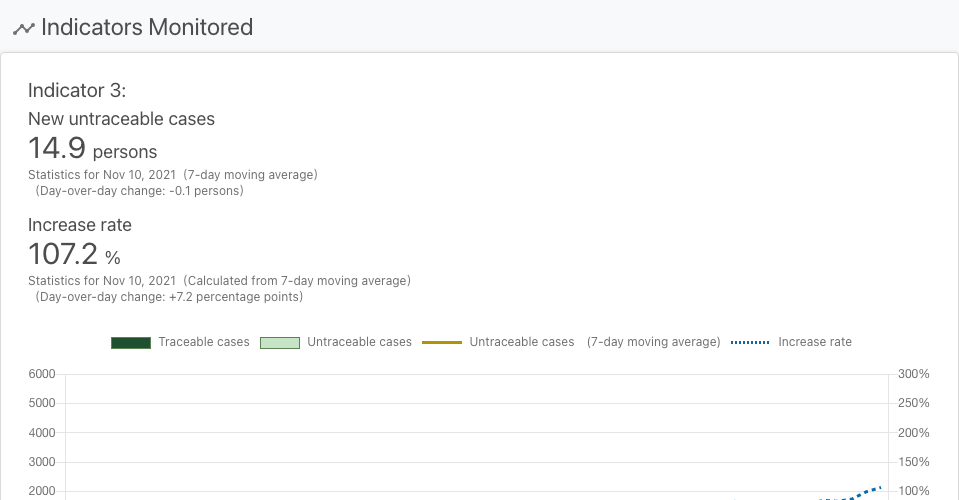 Indicators Monitored
Indicator 3:
New untraceable cases
14.9 persons
Statistics for Nov 10, 2021 (7-day moving average)
(Day-over-day change: -0.1 persons)
Increase rate
107.2 %
Statistics for Nov 10, 2021 (Calculated from 7-day moving average)
(Day-over-day change: +7.2 percentage points)
Traceable cases Untraceable cases Untraceable cases (7-day moving average) Increase rate
6000 300%
5000 250%
4000 200%
3000 150%
2000 100%